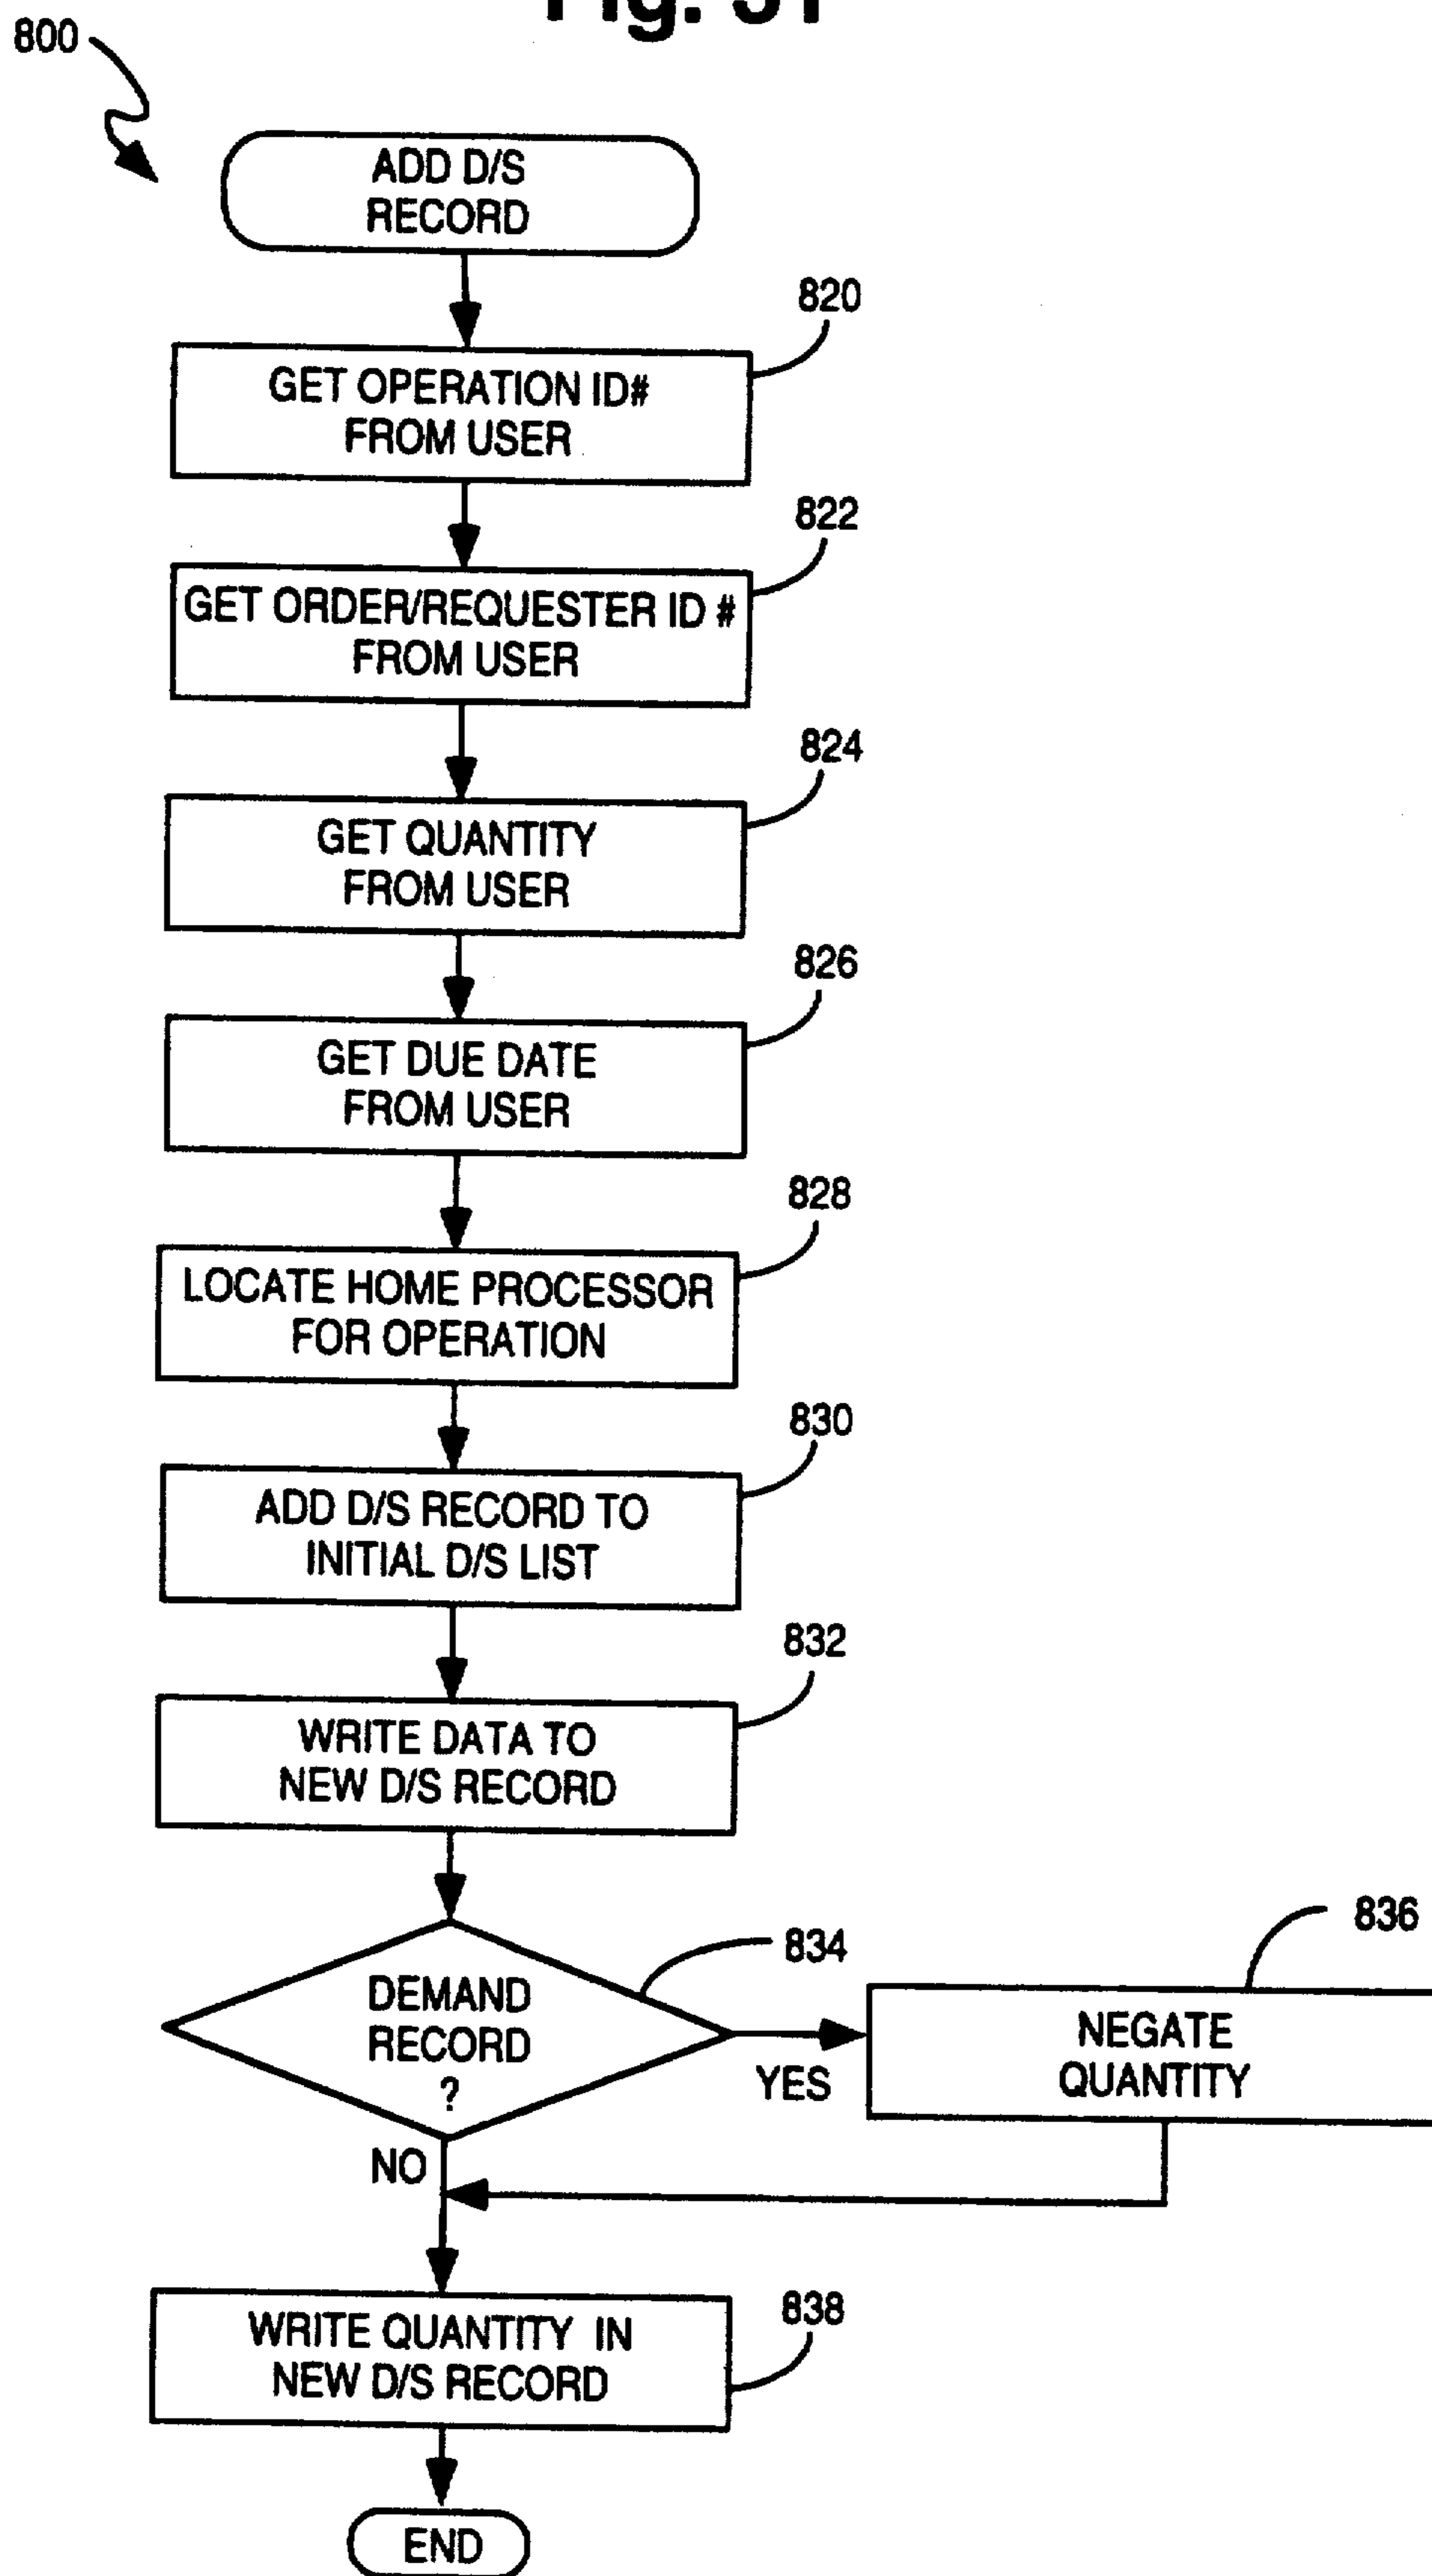 Fig. 31
800
ADD D/S
RECORD
820
GET OPERATION ID#
FROM USER
822
GET ORDER/REQUESTER ID #
FROM USER
824
GET QUANTITY
FROM USER
826
GET DUE DATE
FROM USER
828
LOCATE HOME PROCESSOR
FOR OPERATION
830
ADD D/S RECORD TO
INITIAL D/S LIST
832
WRITE DATA TO
NEW D/S RECORD
834
DEMAND
RECORD
?
YES
836
NEGATE
QUANTITY
NO
838
WRITE QUANTITY IN
NEW D/S RECORD
END